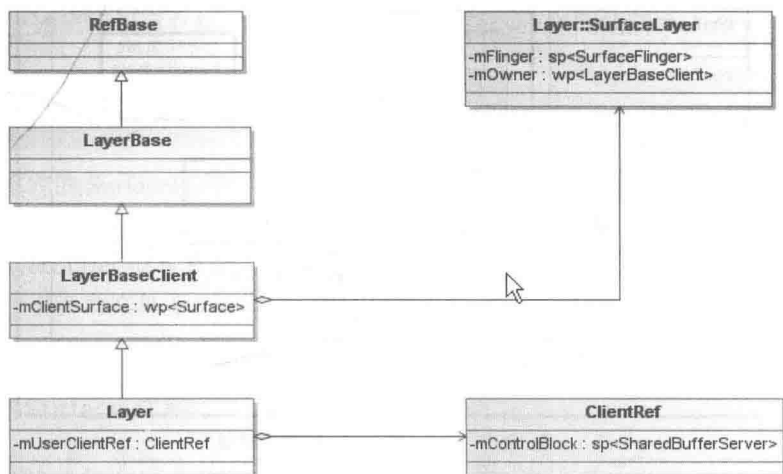 RefBase
Layer::SurfaceLayer
-mFlinger : sp<SurfaceFlinger>
-mOwner : wp<LayerBaseClient>
LayerBase
LayerBaseClient
-mClientSurface : wp<Surface>
Layer
-mUserClientRef : ClientRef
ClientRef
-mControlBlock : sp<SharedBufferServer>